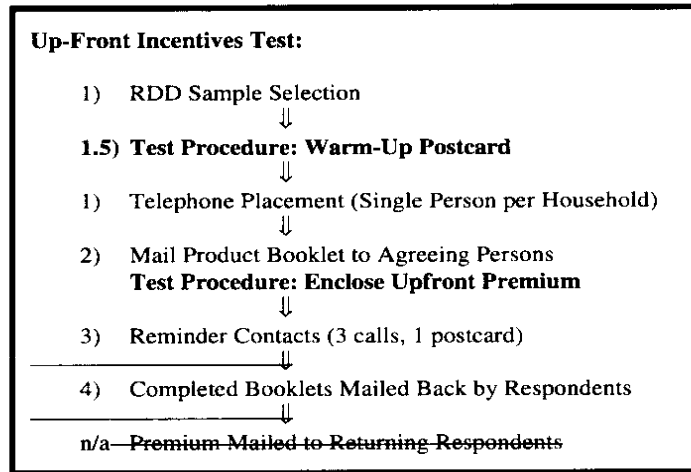 Up-Front Incentives Test:
1) RDD Sample Selection
⇓
1.5) Test Procedure: Warm-Up Postcard
⇓
1) Telephone Placement (Single Person per Household)
⇓
2) Mail Product Booklet to Agreeing Persons
Test Procedure: Enclose Upfront Premium
⇓
3) Reminder Contacts (3 calls, 1 postcard)
⇓
4) Completed Booklets Mailed Back by Respondents
⇓
n/a Premium Mailed to Returning Respondents